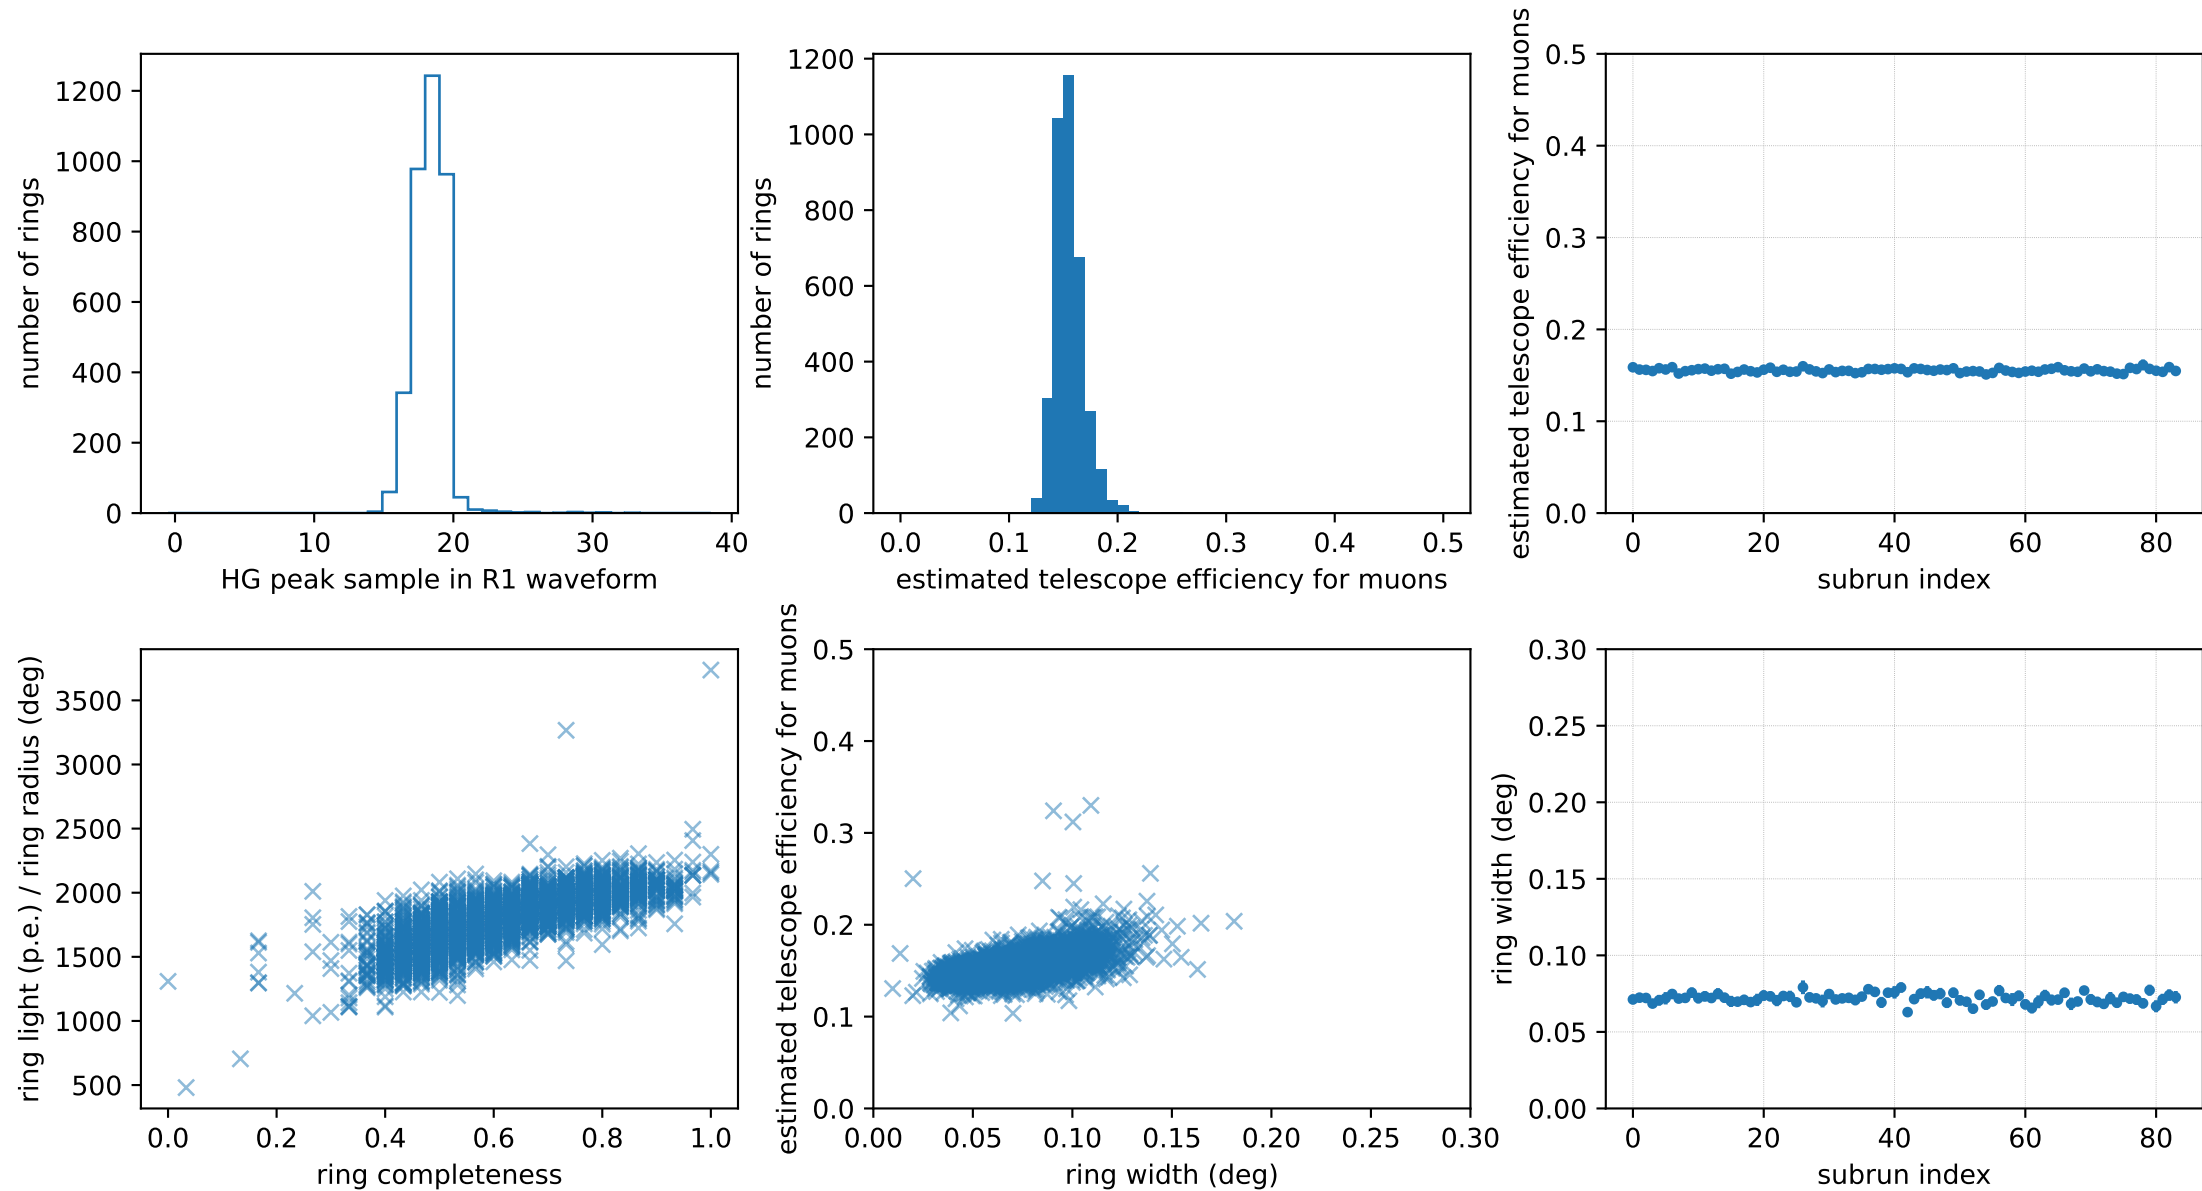 number of rings
1200
1000
800
600
400
200
0
0 10 20 30 40
HG peak sample in R1 waveform
number of rings
1200
1000
800
600
400
200
0
0.0 0.1 0.2 0.3 0.4 0.5
estimated telescope efficiency for muons
estimated telescope efficiency for muons
0.5
0.4
0.3
0.2
0.1
0.0
0 20 40 60 80
subrun index
ring light (p.e.) / ring radius (deg)
3500
3000
2500
2000
1500
1000
500
0.0 0.2 0.4 0.6 0.8 1.0
ring completeness
estimated telescope efficiency for muons
0.5
0.4
0.3
0.2
0.1
0.0
0.00 0.05 0.10 0.15 0.20 0.25 0.30
ring width (deg)
ring width (deg)
0.30
0.25
0.20
0.15
0.10
0.05
0.00
0 20 40 60 80
subrun index